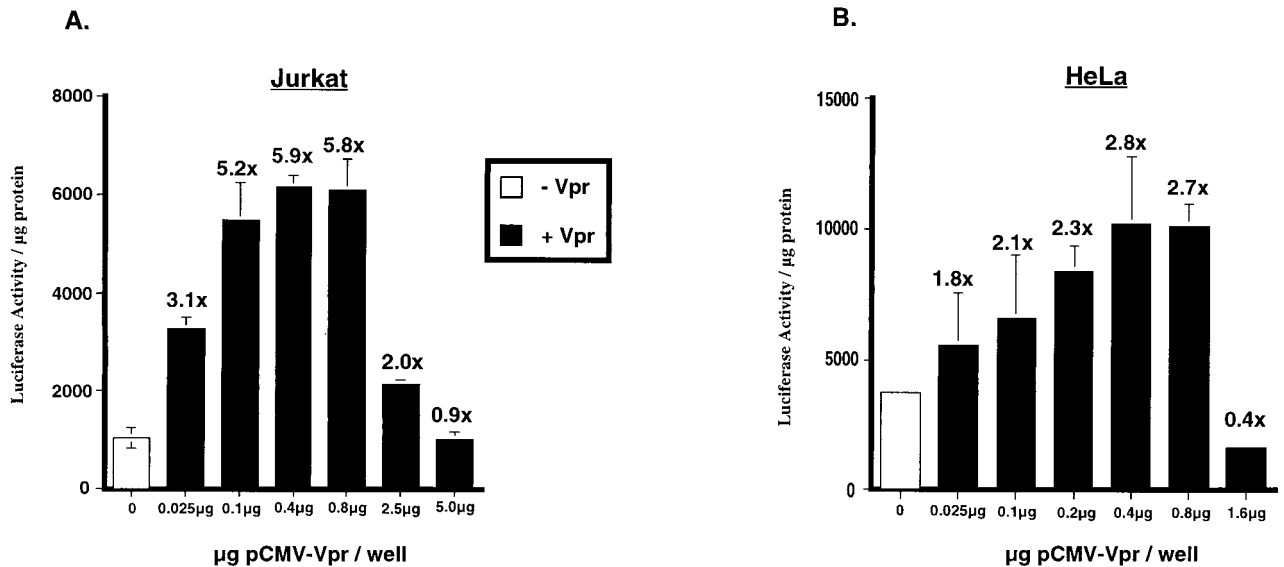 A.
Jurkat
8000
6000
4000
2000
0
Luciferase Activity / µg protein
3.1x
5.2x
5.9x
5.8x
2.0x
0.9x
0
0.025µg
0.1µg
0.4µg
0.8µg
2.5µg
5.0µg
µg pCMV-Vpr / well
- Vpr
+ Vpr
B.
HeLa
15000
10000
5000
0
Luciferase Activity / µg protein
1.8x
2.1x
2.3x
2.8x
2.7x
0.4x
0
0.025µg
0.1µg
0.2µg
0.4µg
0.8µg
1.6µg
µg pCMV-Vpr / well